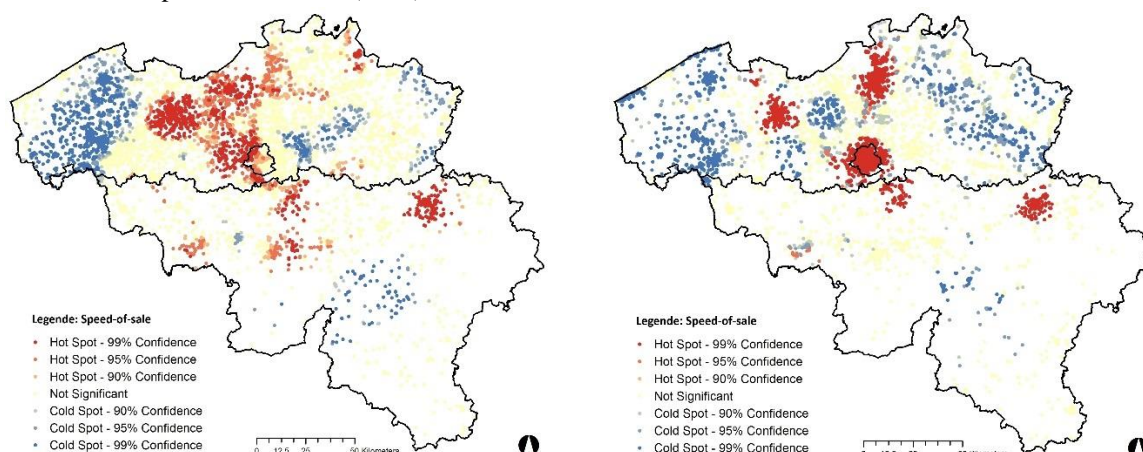 Legende: Speed-of-sale
Hot Spot - 99% Confidence
Hot Spot - 95% Confidence
Hot Spot - 90% Confidence
Not Significant
Cold Spot - 90% Confidence
Cold Spot - 95% Confidence
Cold Spot - 99% Confidence
0 12,5 25 50 Kilometers
Legende: Speed-of-sale
Hot Spot - 99% Confidence
Hot Spot - 95% Confidence
Hot Spot - 90% Confidence
Not Significant
Cold Spot - 90% Confidence
Cold Spot - 95% Confidence
Cold Spot - 99% Confidence
Kilometers